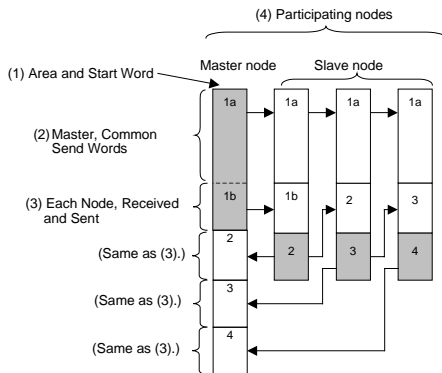 (4) Participating nodes
Master node
Slave node
(1) Area and Start Word
1a
1a
1a
1a
(2) Master, Common
Send Words
(3) Each Node, Received
and Sent
1b
1b
2
3
(Same as (3).)
2
2
3
4
(Same as (3).)
3
(Same as (3).)
4